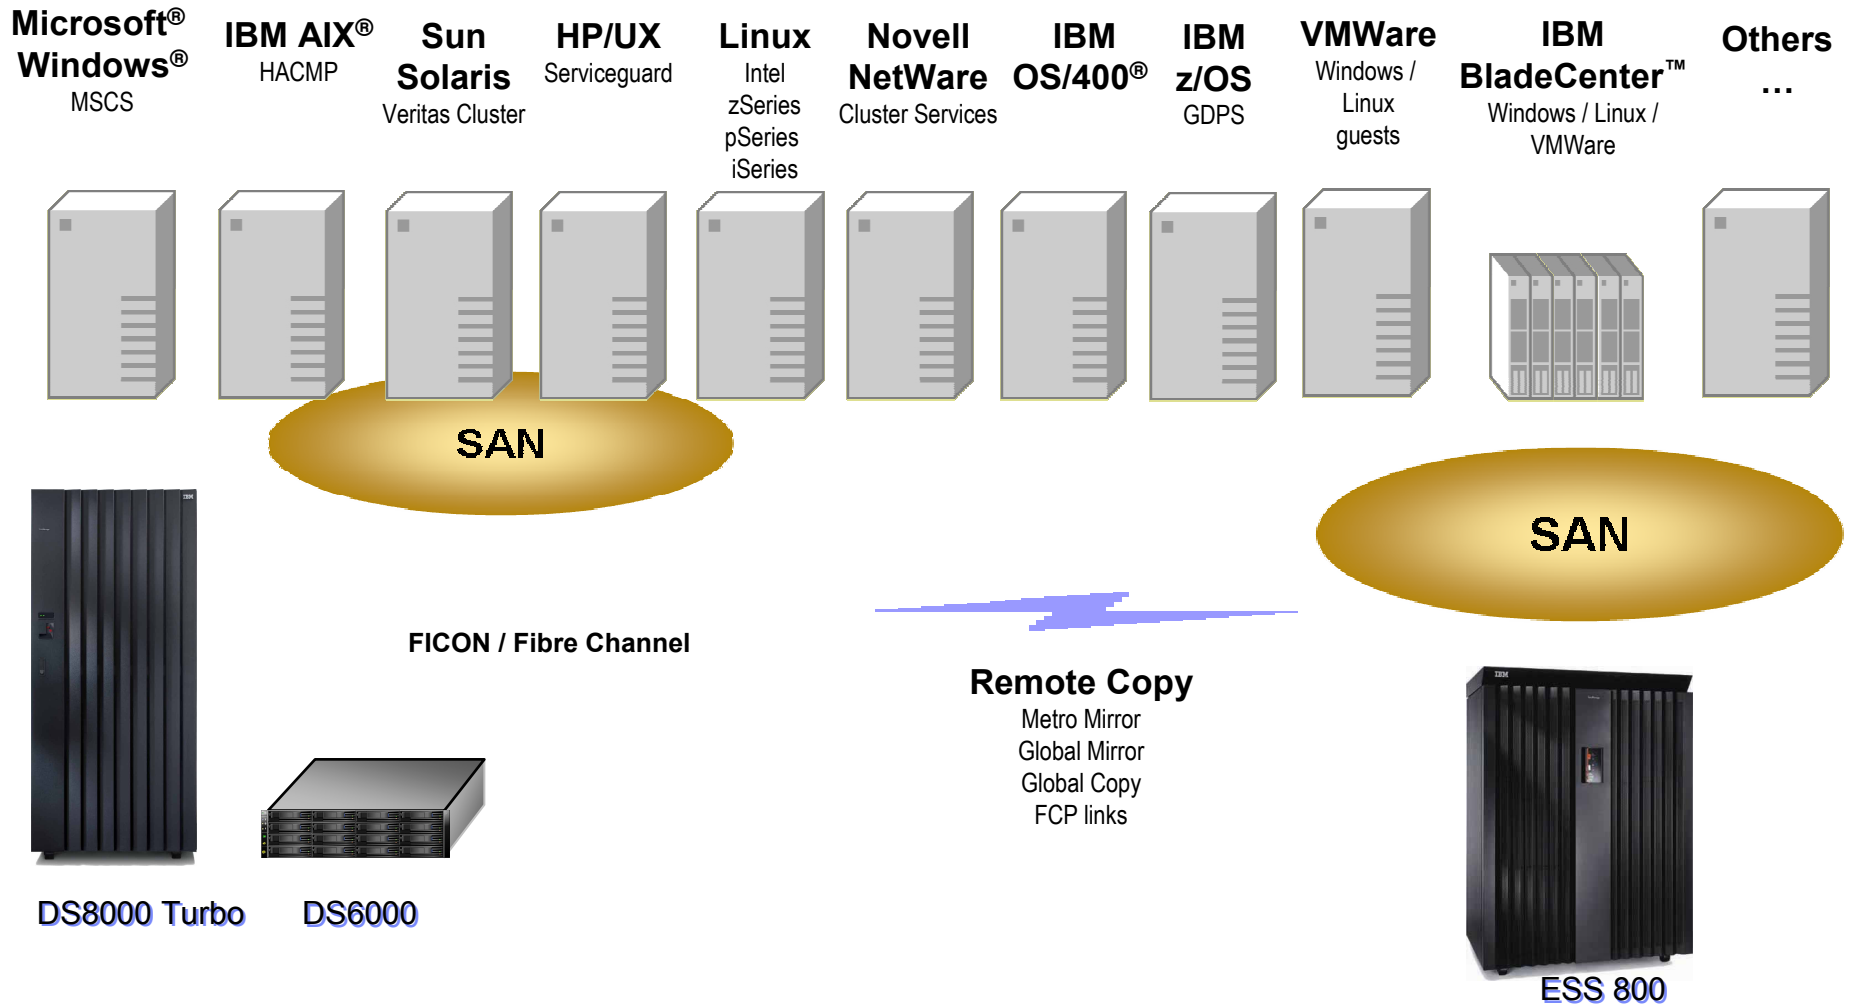 Microsoft®
Windows®
MSCS
IBM AIX®
HACMP
Sun
Solaris
Veritas Cluster
HP/UX
Serviceguard
Linux
Intel
zSeries
pSeries
iSeries
Novell
NetWare
Cluster Services
IBM
OS/400®
IBM
z/OS
GDPS
VMWare
Windows /
Linux
guests
IBM
BladeCenter™
Windows / Linux /
VMWare
Others
...
SAN
SAN
IBM
FICON / Fibre Channel
Remote Copy
Metro Mirror
Global Mirror
Global Copy
FCP links
IBM
DS8000 Turbo
DS6000
ESS 800